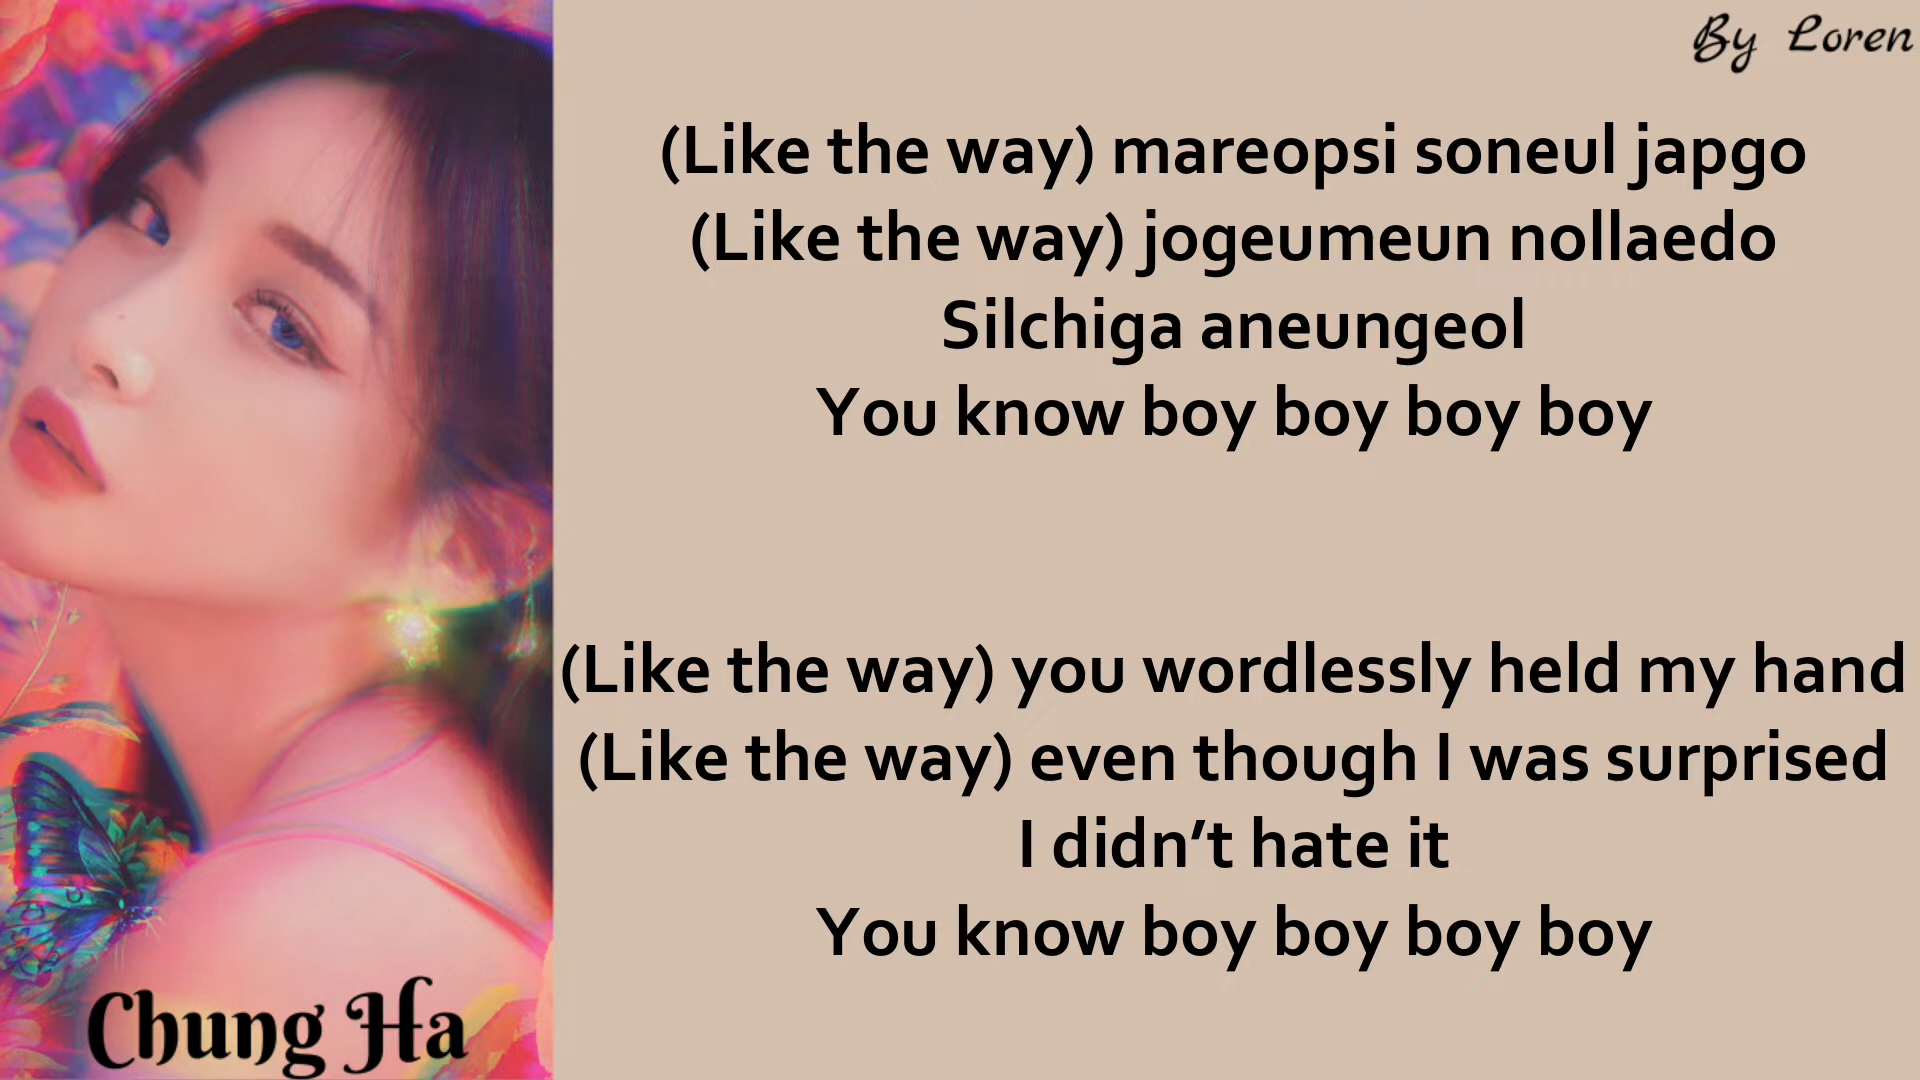 By Loren
(Like the way) mareopsi soneul japgo
(Like the way) jogeumeun nollaedo
Silchiga aneungeol
You know boy boy boy boy
(Like the way) you wordlessly held my hand
(Like the way) even though I was surprised
I didn’t hate it
You know boy boy boy boy
Chung Ha